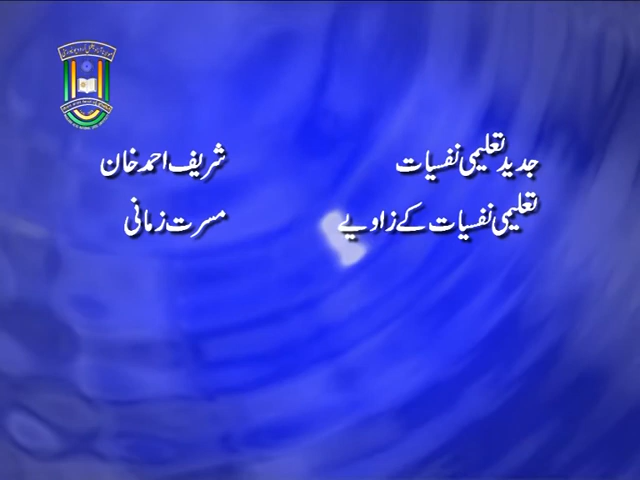 جدید تعلیمی نفسیات شریف احمد خان
تعلیمی نفسیات کے زاویے مسرت زمانی